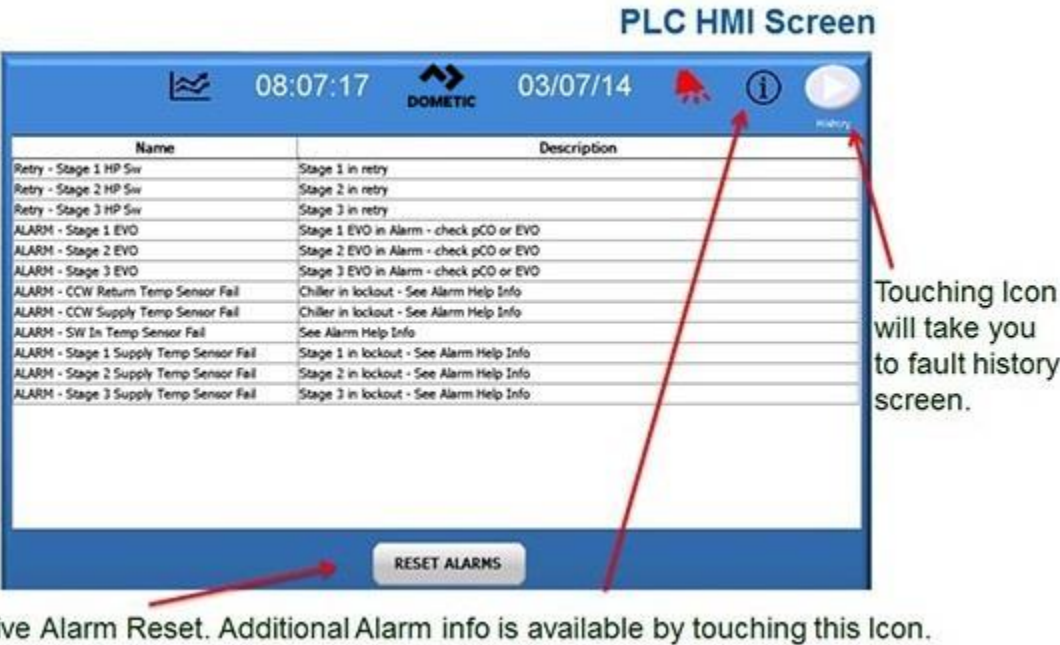 PLC HMI Screen
08:07:17 DOMETIC 03/07/14
History
Name Description
Retry - Stage 1 HP Sw Stage 1 in retry
Retry - Stage 2 HP Sw Stage 2 in retry
Retry - Stage 3 HP Sw Stage 3 in retry
ALARM - Stage 1 EVO Stage 1 EVO in Alarm - check pCO or EVO
ALARM - Stage 2 EVO Stage 2 EVO in Alarm - check pCO or EVO
ALARM - Stage 3 EVO Stage 3 EVO in Alarm - check pCO or EVO
ALARM - CCW Return Temp Sensor Fail Chiller in lockout - See Alarm Help Info
ALARM - CCW Supply Temp Sensor Fail Chiller in lockout - See Alarm Help Info
ALARM - SW In Temp Sensor Fail See Alarm Help Info
ALARM - Stage 1 Supply Temp Sensor Fail Stage 1 in lockout - See Alarm Help Info
ALARM - Stage 2 Supply Temp Sensor Fail Stage 2 in lockout - See Alarm Help Info
ALARM - Stage 3 Supply Temp Sensor Fail Stage 3 in lockout - See Alarm Help Info
Touching Icon
will take you
to fault history
screen.
RESET ALARMS
ive Alarm Reset. Additional Alarm info is available by touching this Icon.